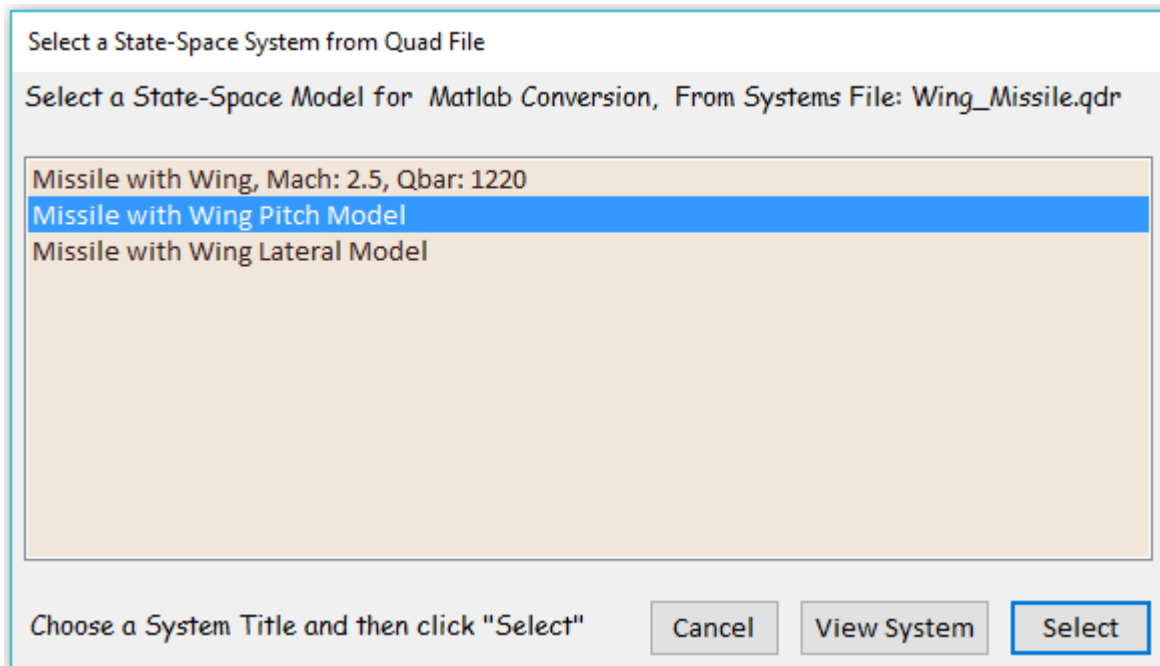 Select a State-Space System from Quad File
Select a State-Space Model for Matlab Conversion, From Systems File: Wing_Missile.qdr
Missile with Wing, Mach: 2.5, Qbar: 1220
Missile with Wing Pitch Model
Missile with Wing Lateral Model
Choose a System Title and then click "Select" Cancel View System Select